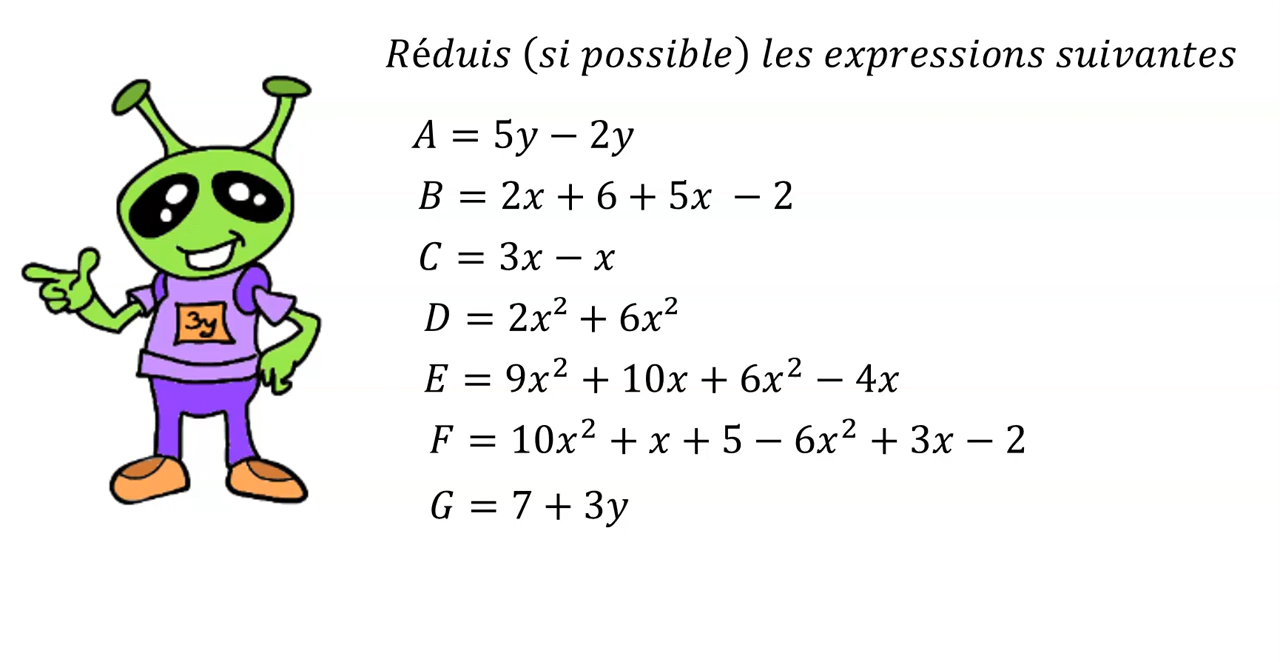 Réduis (si possible) les expressions suivantes
A = 5y − 2y
B = 2x + 6 + 5x − 2
C = 3x − x
D = 2x² + 6x²
E = 9x² + 10x + 6x² − 4x
F = 10x² + x + 5 − 6x² + 3x − 2
G = 7 + 3y
3y